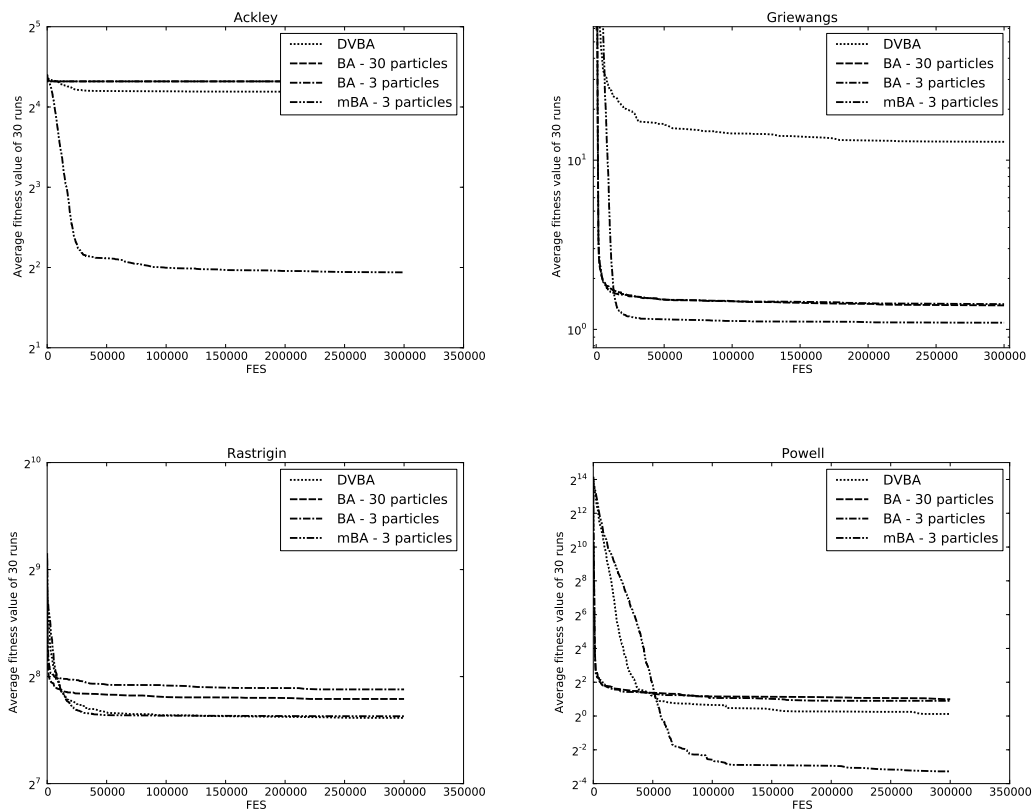 Ackley
2^5
2^4
2^3
2^2
2^1
Average fitness value of 30 runs
0 50000 100000 150000 200000 250000 300000 350000
FES
DVBA
BA - 30 particles
BA - 3 particles
mBA - 3 particles
Griewangs
10^1
10^0
Average fitness value of 30 runs
0 50000 100000 150000 200000 250000 300000
FES
DVBA
BA - 30 particles
BA - 3 particles
mBA - 3 particles
Rastrigin
2^10
2^9
2^8
2^7
Average fitness value of 30 runs
0 50000 100000 150000 200000 250000 300000 350000
FES
DVBA
BA - 30 particles
BA - 3 particles
mBA - 3 particles
Powell
2^14
2^12
2^10
2^8
2^6
2^4
2^2
2^0
2^-2
2^-4
Average fitness value of 30 runs
0 50000 100000 150000 200000 250000 300000 350000
FES
DVBA
BA - 30 particles
BA - 3 particles
mBA - 3 particles